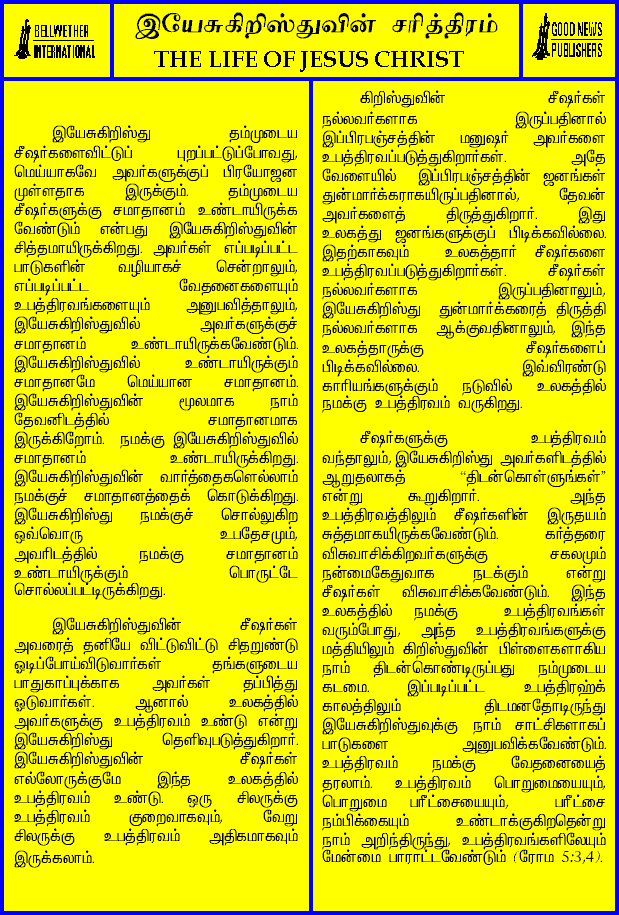 BELLWETHER
INTERNATIONAL
இயேசுகிறிஸ்துவின் சரித்திரம்
THE LIFE OF JESUS CHRIST
GOOD NEWS
PUBLISHERS
இயேசுகிறிஸ்து தம்முடைய
சீஷர்களைவிட்டுப் புறப்பட்டுப்போவது,
மெய்யாகவே அவர்களுக்குப் பிரயோஜன
முள்ளதாக இருக்கும். தம்முடைய
சீஷர்களுக்கு சமாதானம் உண்டாயிருக்க
வேண்டும் என்பது இயேசுகிறிஸ்துவின்
சித்தமாயிருக்கிறது. அவர்கள் எப்படிப்பட்ட
பாடுகளின் வழியாகச் சென்றாலும்,
எப்படிப்பட்ட வேதனைகளையும்
உபத்திரவங்களையும் அனுபவித்தாலும்,
இயேசுகிறிஸ்துவில் அவர்களுக்குச்
சமாதானம் உண்டாயிருக்கவேண்டும்.
இயேசுகிறிஸ்துவில் உண்டாயிருக்கும்
சமாதானமே மெய்யான சமாதானம்.
இயேசுகிறிஸ்துவின் மூலமாக நாம்
தேவனிடத்தில் சமாதானமாக
இருக்கிறோம். நமக்கு இயேசுகிறிஸ்துவில்
சமாதானம் உண்டாயிருக்கிறது.
இயேசுகிறிஸ்துவின் வார்த்தைகளெல்லாம்
நமக்குச் சமாதானத்தைக் கொடுக்கிறது.
இயேசுகிறிஸ்து நமக்குச் சொல்லுகிற
ஒவ்வொரு உபதேசமும்,
அவரிடத்தில் நமக்கு சமாதானம்
உண்டாயிருக்கும் பொருட்டே
சொல்லப்பட்டிருக்கிறது.
இயேசுகிறிஸ்துவின் சீஷர்கள்
அவரைத் தனியே விட்டுவிட்டு சிதறுண்டு
ஓடிப்போய்விடுவார்கள் தங்களுடைய
பாதுகாப்புக்காக அவர்கள் தப்பித்து
ஓடுவார்கள். ஆனால் உலகத்தில்
அவர்களுக்கு உபத்திரவம் உண்டு என்று
இயேசுகிறிஸ்து தெளிவுபடுத்துகிறார்.
இயேசுகிறிஸ்துவின் சீஷர்கள்
எல்லோருக்குமே இந்த உலகத்தில்
உபத்திரவம் உண்டு. ஒரு சிலருக்கு
உபத்திரவம் குறைவாகவும், வேறு
சிலருக்கு உபத்திரவம் அதிகமாகவும்
இருக்கலாம்.
கிறிஸ்துவின் சீஷர்கள்
நல்லவர்களாக இருப்பதினால்
இப்பிரபஞ்சத்தின் மனுஷர் அவர்களை
உபத்திரவப்படுத்துகிறார்கள். அதே
வேளையில் இப்பிரபஞ்சத்தின் ஜனங்கள்
துன்மார்க்கராகயிருப்பதினால், தேவன்
அவர்களைத் திருத்துகிறார். இது
உலகத்து ஜனங்களுக்குப் பிடிக்கவில்லை.
இதற்காகவும் உலகத்தார் சீஷர்களை
உபத்திரவப்படுத்துகிறார்கள். சீஷர்கள்
நல்லவர்களாக இருப்பதினாலும்,
இயேசுகிறிஸ்து துன்மார்க்கரைத் திருத்தி
நல்லவர்களாக ஆக்குவதினாலும், இந்த
உலகத்தாருக்கு சீஷர்களைப்
பிடிக்கவில்லை. இவ்விரண்டு
காரியங்களுக்கும் நடுவில் உலகத்தில்
நமக்கு உபத்திரவம் வருகிறது.
சீஷர்களுக்கு உபத்திரவம்
வந்தாலும், இயேசுகிறிஸ்து அவர்களிடத்தில்
ஆறுதலாகத் “திடன்கொள்ளுங்கள்”
என்று கூறுகிறார். அந்த
உபத்திரவத்திலும் சீஷர்களின் இருதயம்
சுத்தமாகயிருக்கவேண்டும். கர்த்தரை
விசுவாசிக்கிறவர்களுக்கு சகலமும்
நன்மைகேதுவாக நடக்கும் என்று
சீஷர்கள் விசுவாசிக்கவேண்டும். இந்த
உலகத்தில் நமக்கு உபத்திரவங்கள்
வரும்போது, அந்த உபத்திரவங்களுக்கு
மத்தியிலும் கிறிஸ்துவின் பிள்ளைகளாகிய
நாம் திடன்கொண்டிருப்பது நம்முடைய
கடமை. இப்படிப்பட்ட உபத்திரஹ்க்
காலத்திலும் திடமனதோடிருந்து
இயேசுகிறிஸ்துவுக்கு நாம் சாட்சிகளாகப்
பாடுகளை அனுபவிக்கவேண்டும்.
உபத்திரவம் நமக்கு வேதனையைத்
தரலாம். உபத்திரவம் பொறுமையையும்,
பொறுமை பரீட்சையையும், பரீட்சை
நம்பிக்கையும் உண்டாக்குகிறதென்று
நாம் அறிந்திருந்து, உபத்திரவங்களிலேயும்
மேன்மை பாராட்டவேண்டும் (ரோம 5:3,4).